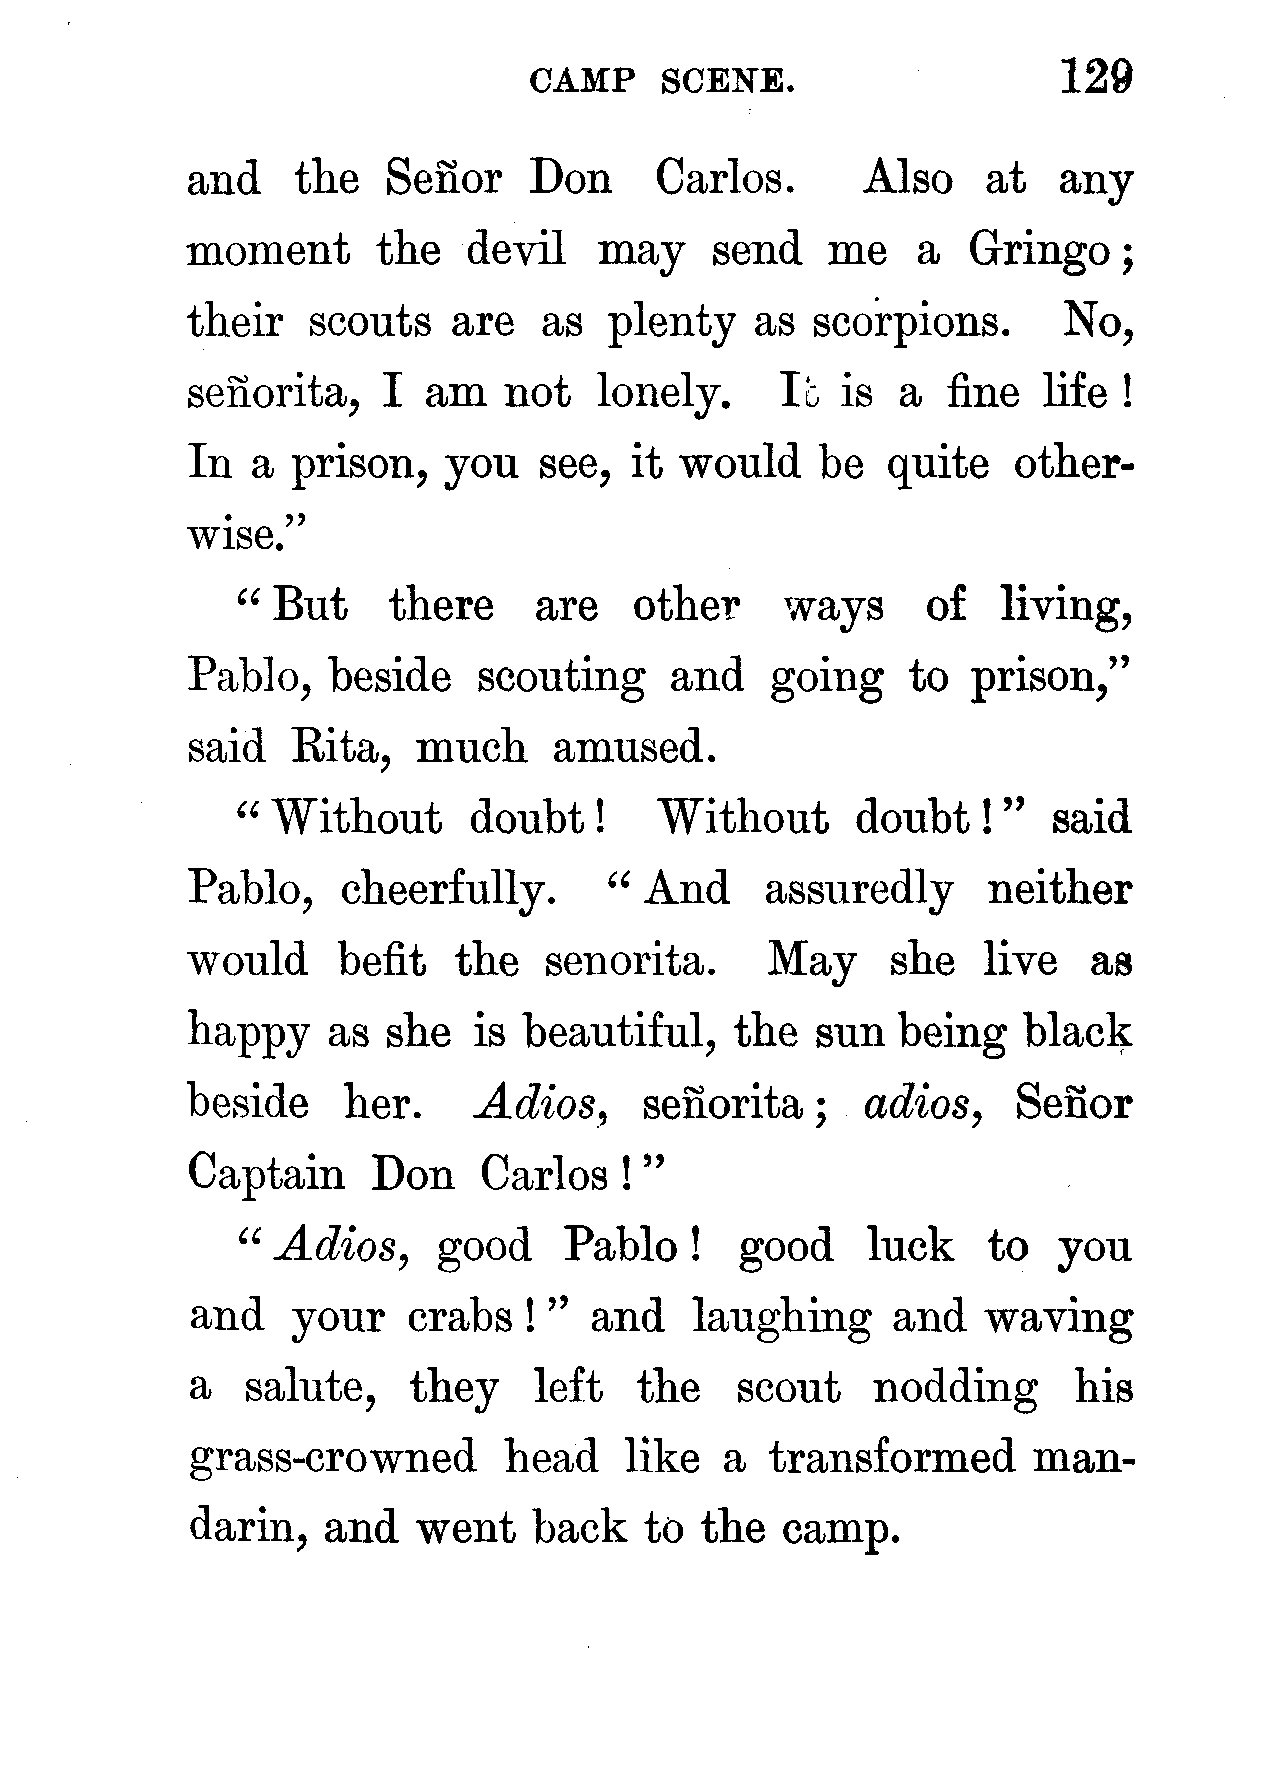 CAMP SCENE. 129
and the Señor Don Carlos. Also at any
moment the devil may send me a Gringo;
their scouts are as plenty as scorpions. No,
señorita, I am not lonely. It is a fine life!
In a prison, you see, it would be quite other-
wise."
"But there are other ways of living,
Pablo, beside scouting and going to prison,"
said Rita, much amused.
"Without doubt! Without doubt!" said
Pablo, cheerfully. "And assuredly neither
would befit the senorita. May she live as
happy as she is beautiful, the sun being black
beside her. Adios, señorita; adios, Señor
Captain Don Carlos!"
"Adios, good Pablo! good luck to you
and your crabs!" and laughing and waving
a salute, they left the scout nodding his
grass-crowned head like a transformed man-
darin, and went back to the camp.